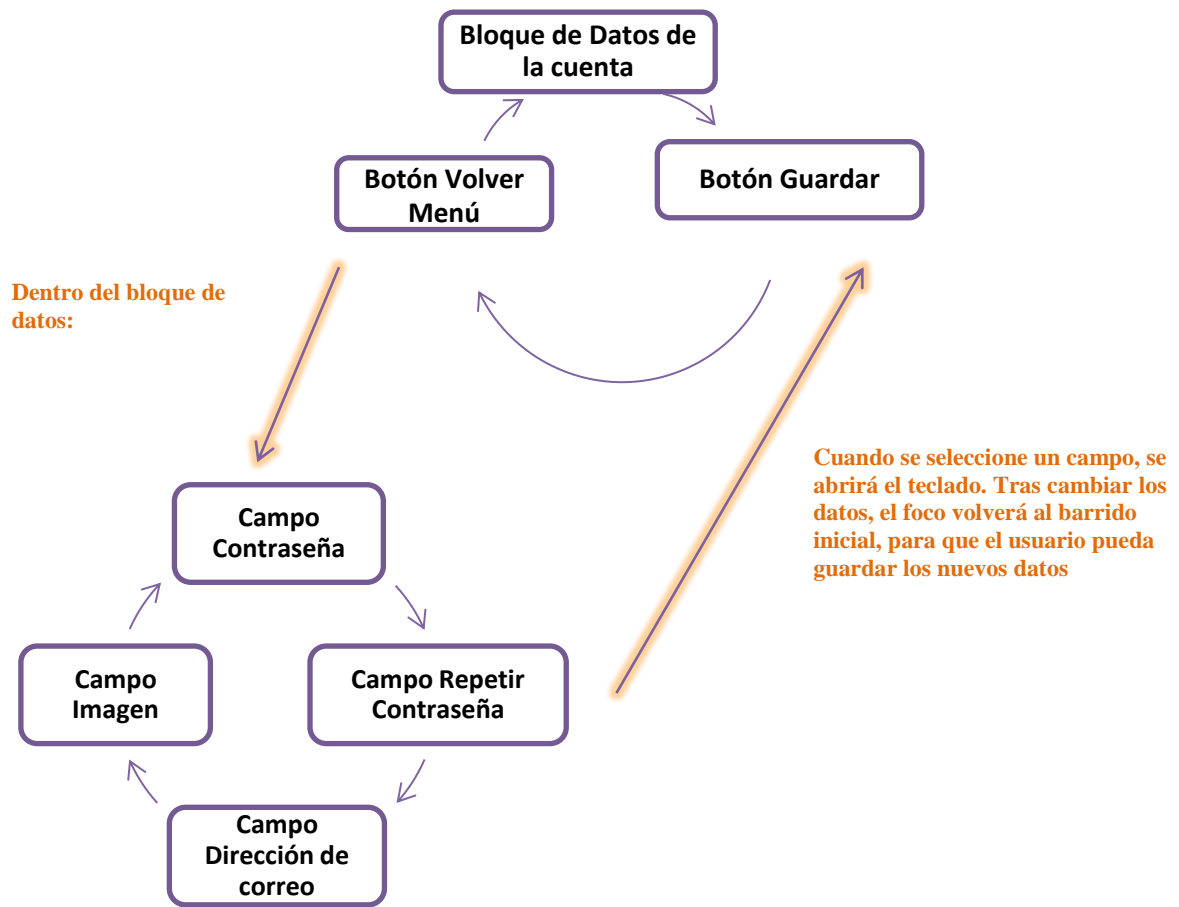 Bloque de Datos de
la cuenta
Botón Volver
Menú
Botón Guardar
Dentro del bloque de
datos:
Cuando se seleccione un campo, se
abrirá el teclado. Tras cambiar los
datos, el foco volverá al barrido
inicial, para que el usuario pueda
guardar los nuevos datos
Campo
Contraseña
Campo
Imagen
Campo Repetir
Contraseña
Campo
Dirección de
correo